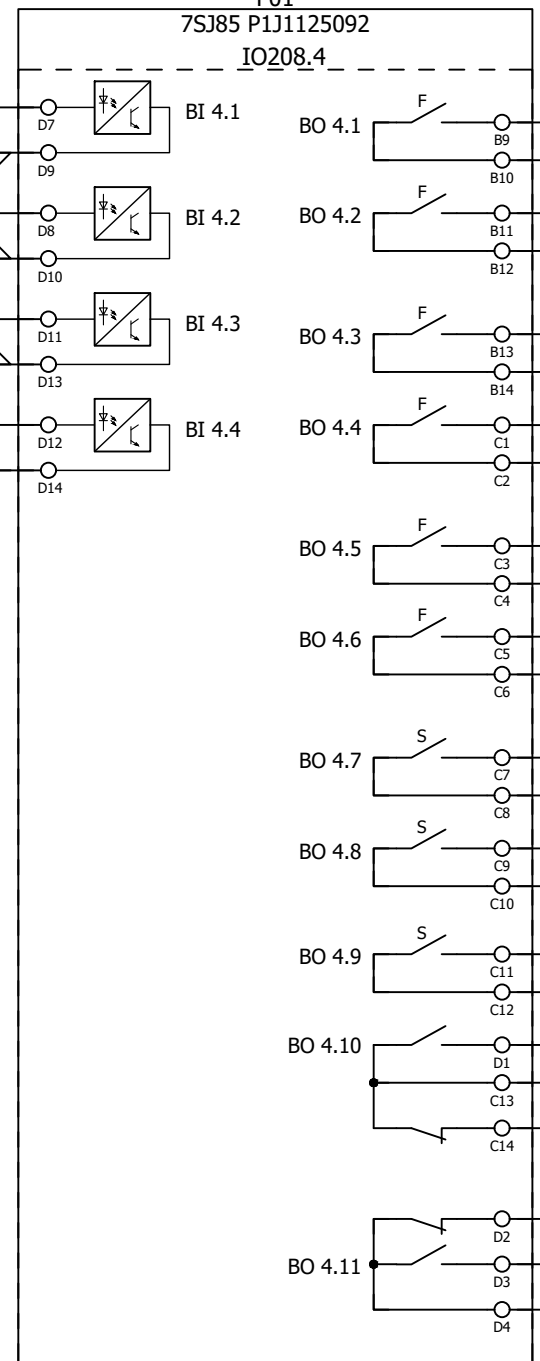 F01
7SJ85 P1J1125092
IO208.4
D7
BI 4.1
D9
D8
BI 4.2
D10
D11
BI 4.3
D13
D12
BI 4.4
D14
BO 4.1
F
B9
B10
BO 4.2
F
B11
B12
BO 4.3
F
B13
B14
BO 4.4
F
C1
C2
BO 4.5
F
C3
C4
BO 4.6
F
C5
C6
BO 4.7
S
C7
C8
BO 4.8
S
C9
C10
BO 4.9
S
C11
C12
BO 4.10
D1
C13
C14
BO 4.11
D2
D3
D4